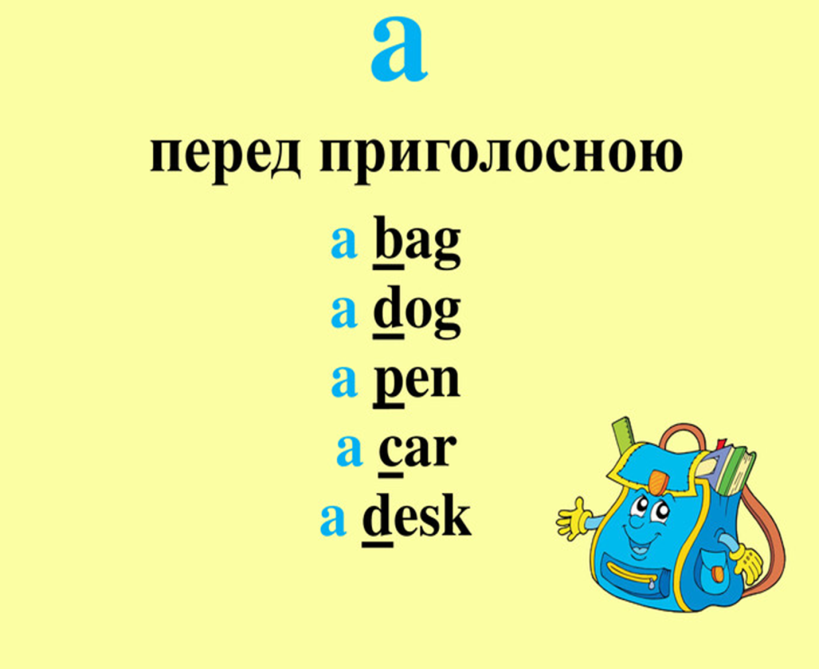 a
перед приголосною
a bag
a dog
a pen
a car
a desk